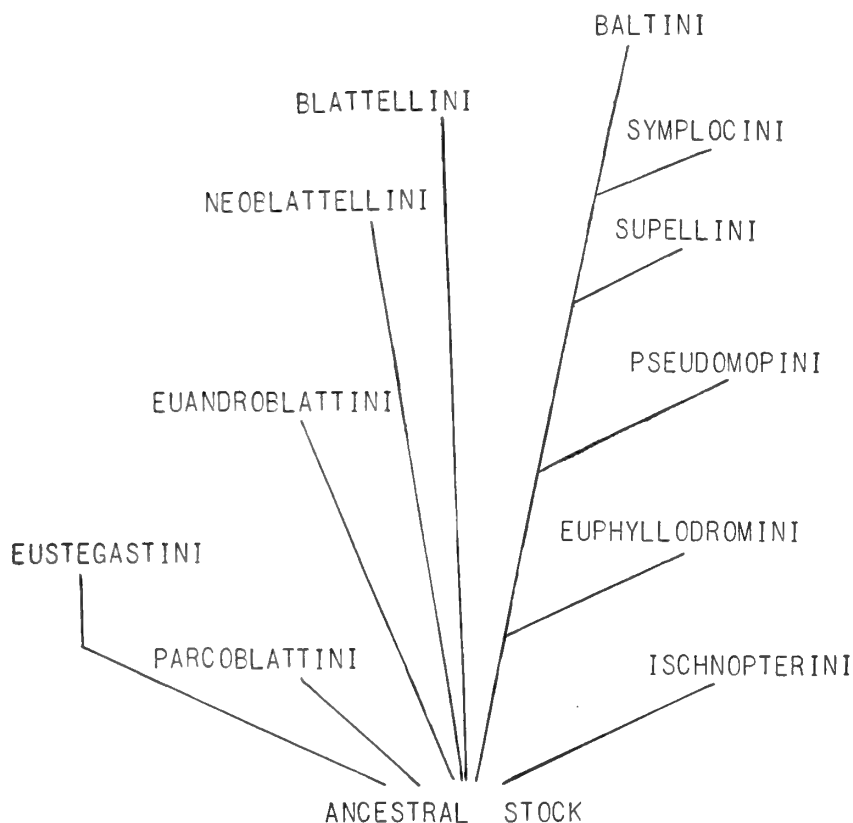 BALTINI
BLATTELLINI
SYMPLOCINI
NEOBLATTELLINI
SUPELLINI
PSEUDOMOPINI
EUANDROBLATTINI
EUPHYLLODROMINI
EUSTEGASTINI
PARCOBLATTINI
ISCHNOPTERINI
ANCESTRAL STOCK